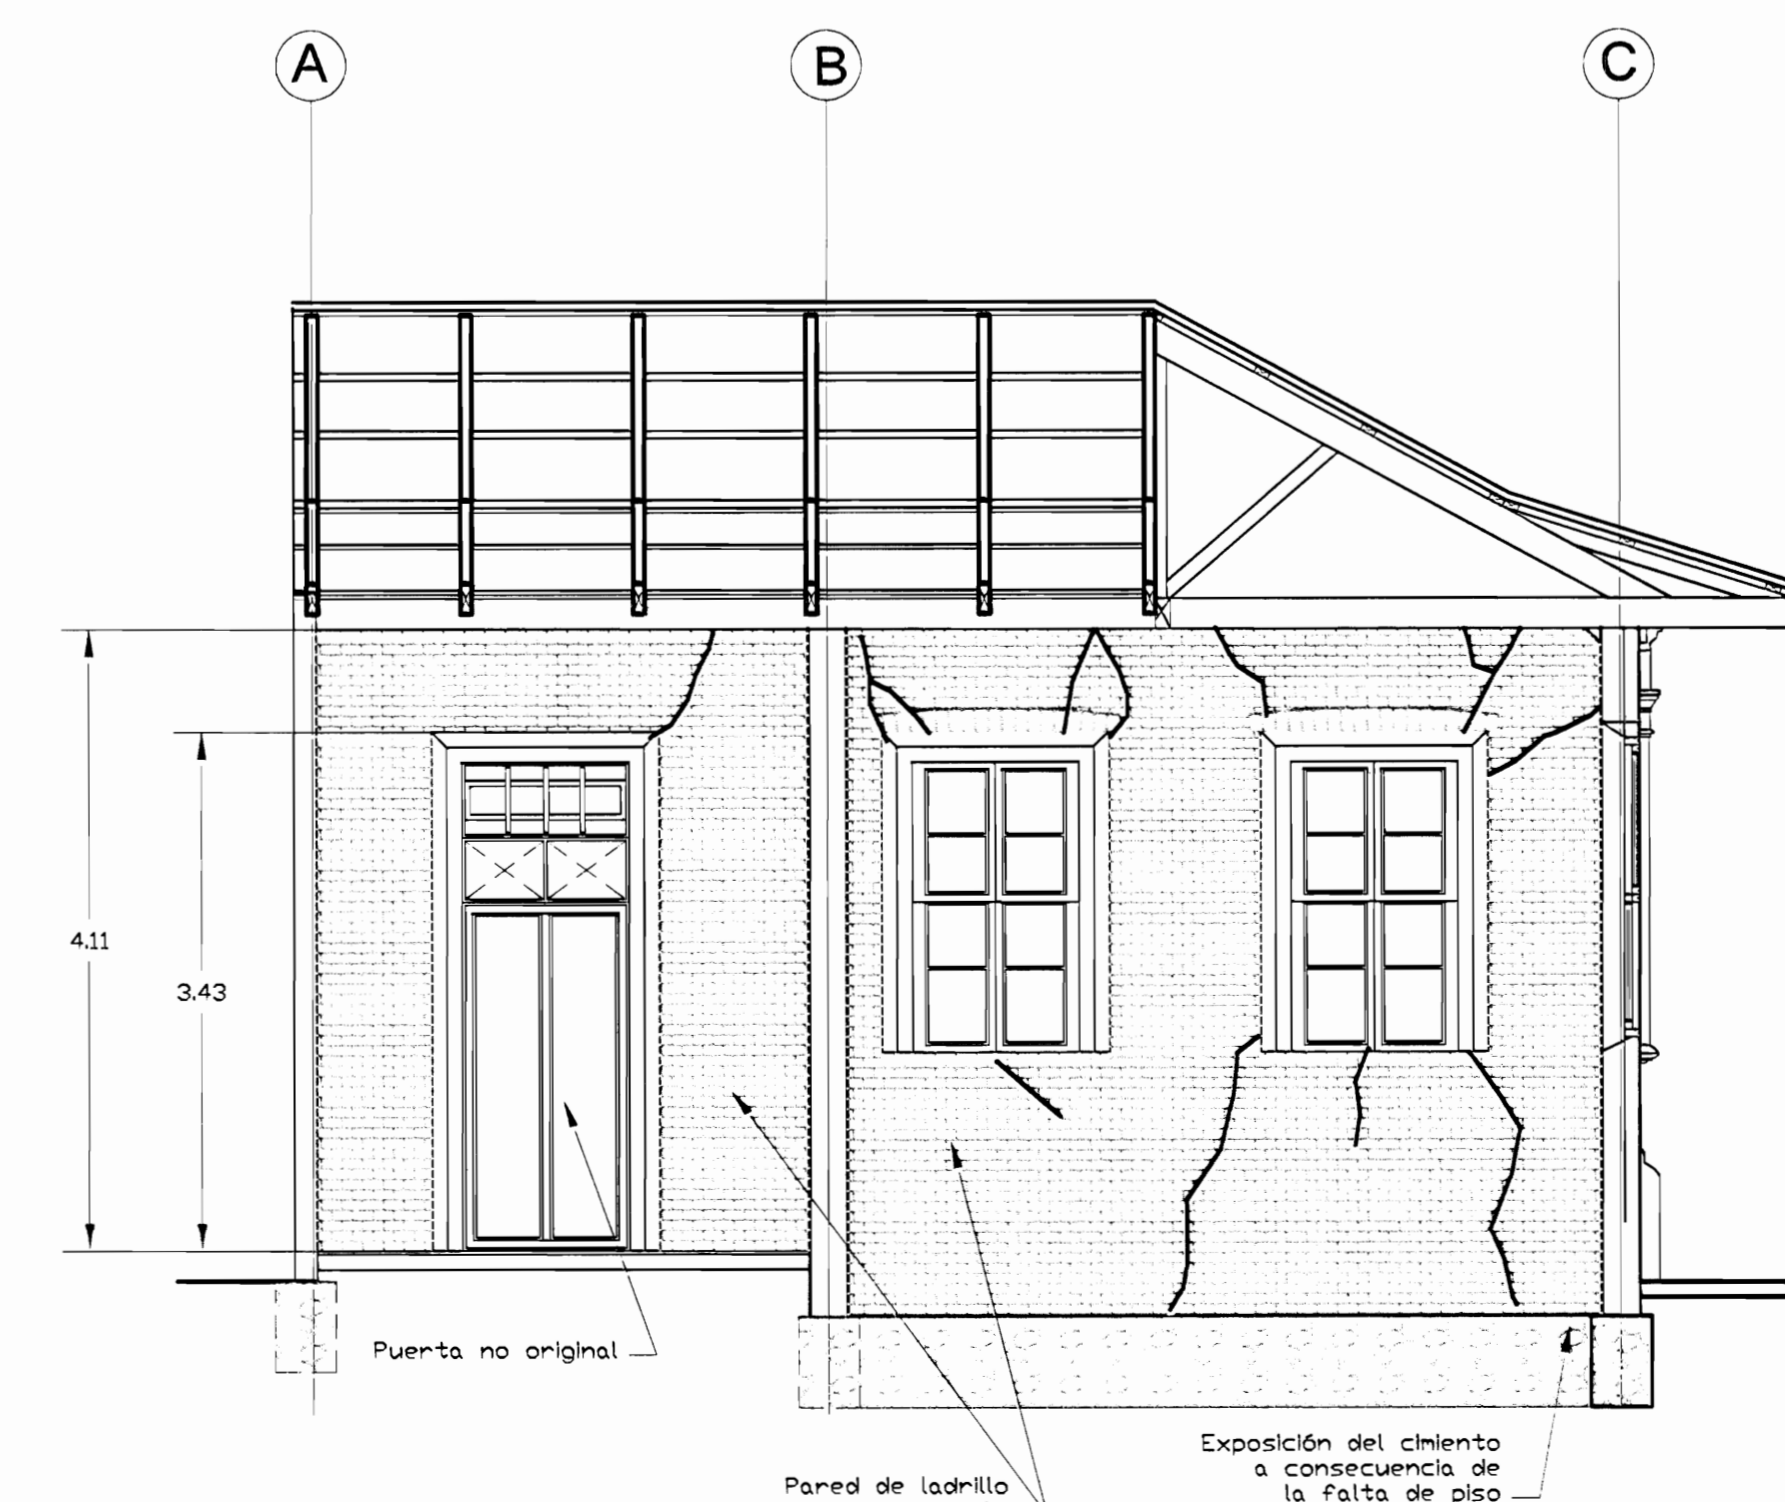 A
B
C
4.11
3.43
Puerta no original
Exposición del cimiento
a consecuencia de
la falta de piso
Pared de ladrillo